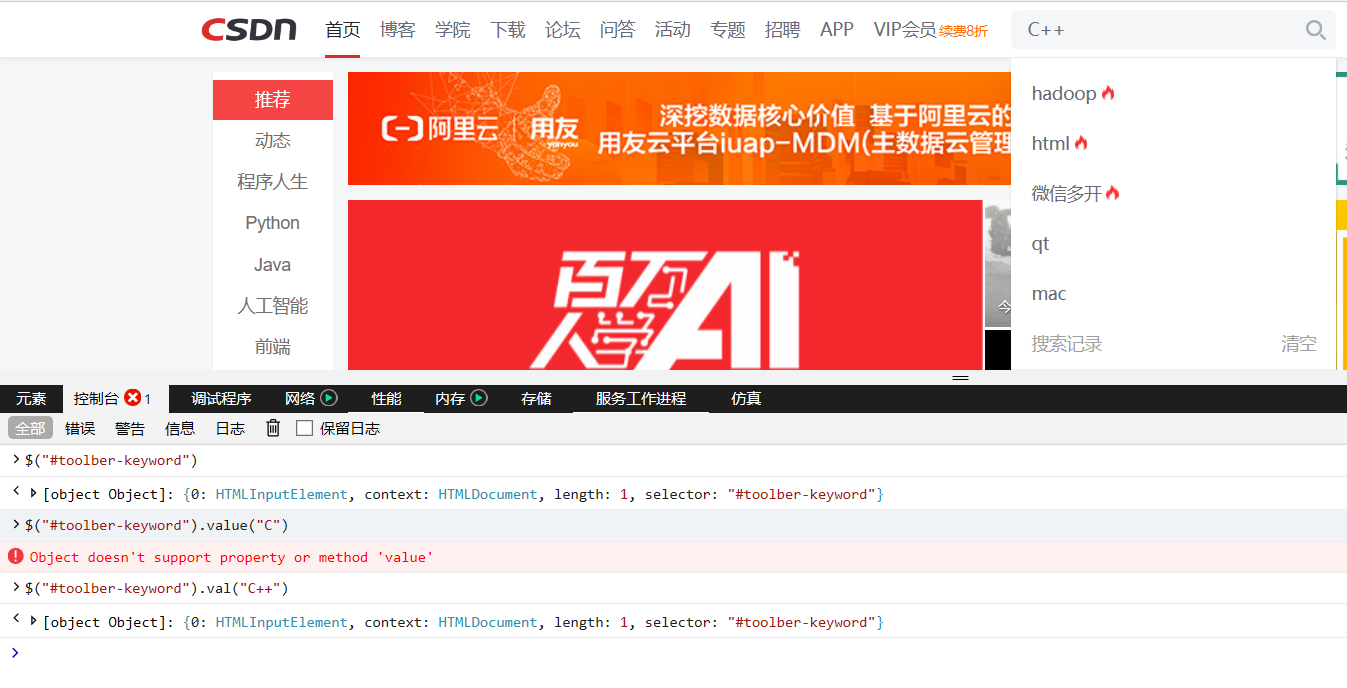 CSDN 首页 博客 学院 下载 论坛 问答 活动 专题 招聘 APP VIP会员 续费8折 C++
推荐
动态
程序人生
Python
Java
人工智能
前端
阿里云 用友 yonyou
深挖数据核心价值 基于阿里云的
用友云平台iuap-MDM(主数据云管理
百万
人学
AI
今
hadoop
html
微信多开
qt
mac
搜索记录 清空
元素 控制台 1 调试程序 网络 性能 内存 存储 服务工作进程 仿真
全部 错误 警告 信息 日志 保留日志
$("#toolber-keyword")
[object Object]: {0: HTMLInputElement, context: HTMLDocument, length: 1, selector: "#toolber-keyword"}
$("#toolber-keyword").value("C")
Object doesn't support property or method 'value'
$("#toolber-keyword").val("C++")
[object Object]: {0: HTMLInputElement, context: HTMLDocument, length: 1, selector: "#toolber-keyword"}